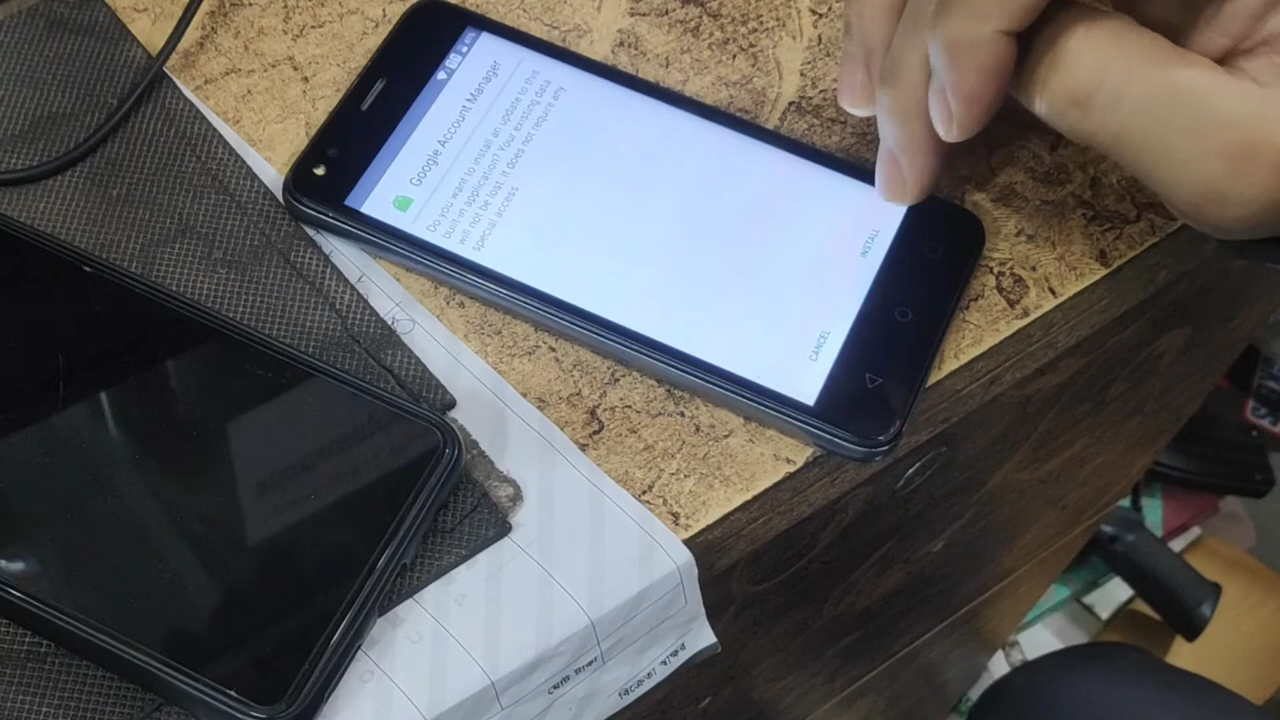 Google Account Manager
Do you want to install an update to this
built-in application? Your existing data
will not be lost. It does not require any
special access
CANCEL
INSTALL
মোট টাকা
বিক্রেতা স্বাক্ষর